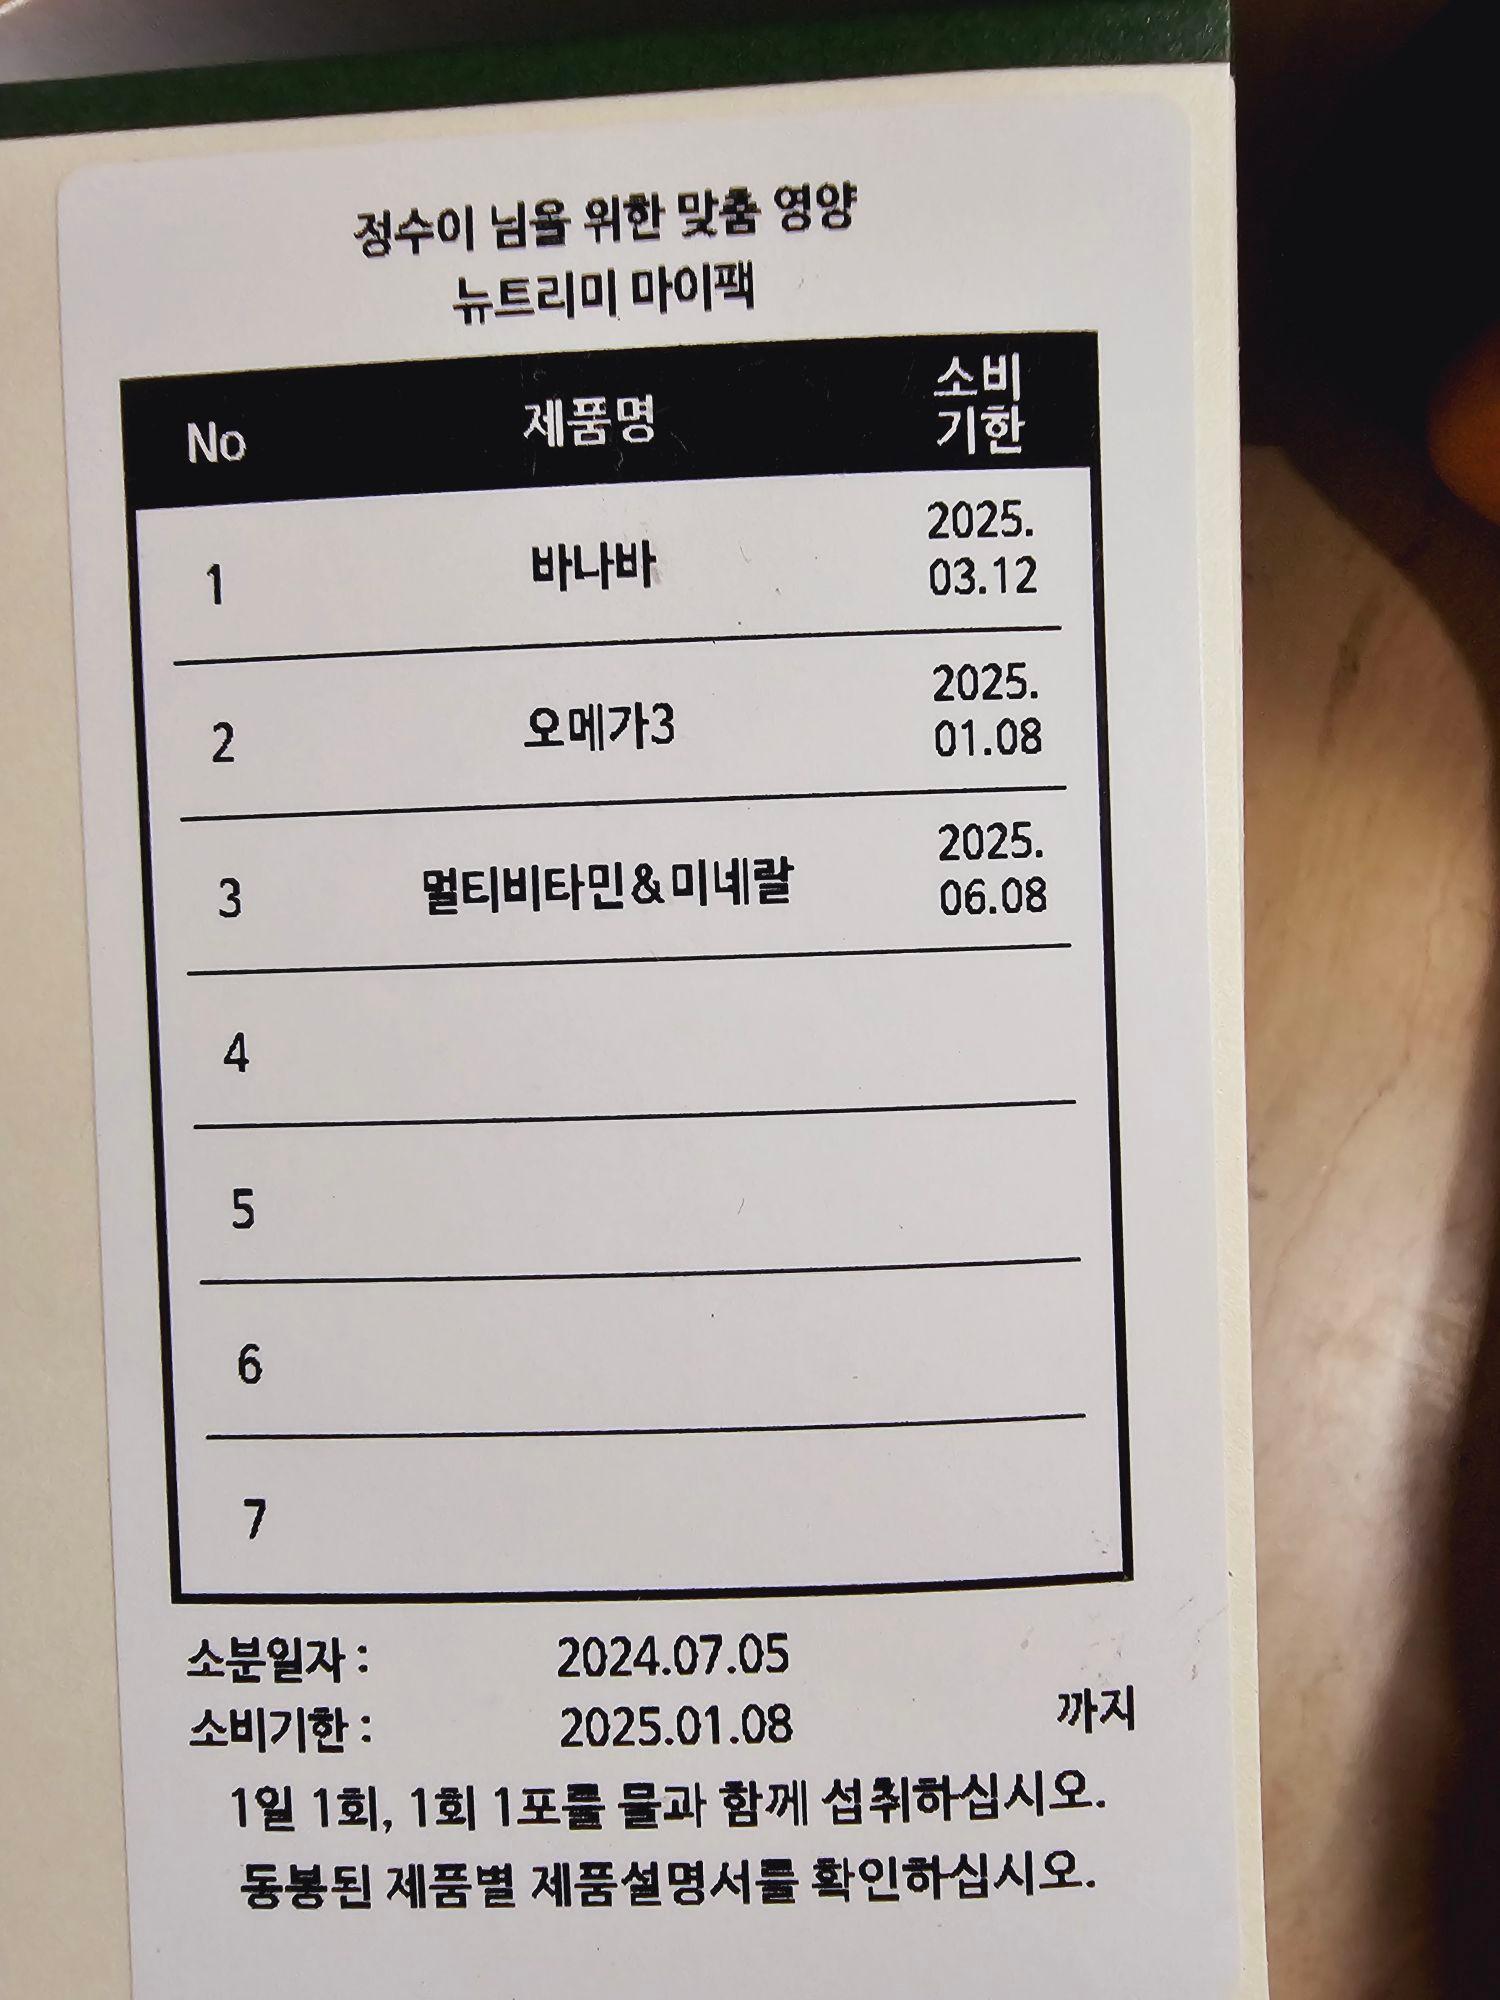 정수이 님을 위한 맞춤 영양
뉴트리미 마이팩
No 제품명 소비
기한
1 바나바 2025.
03.12
2 오메가3 2025.
01.08
3 멀티비타민&미네랄 2025.
06.08
4
5
6
7
소분일자 : 2024.07.05
소비기한 : 2025.01.08 까지
1일 1회, 1회 1포를 물과 함께 섭취하십시오.
동봉된 제품별 제품설명서를 확인하십시오.